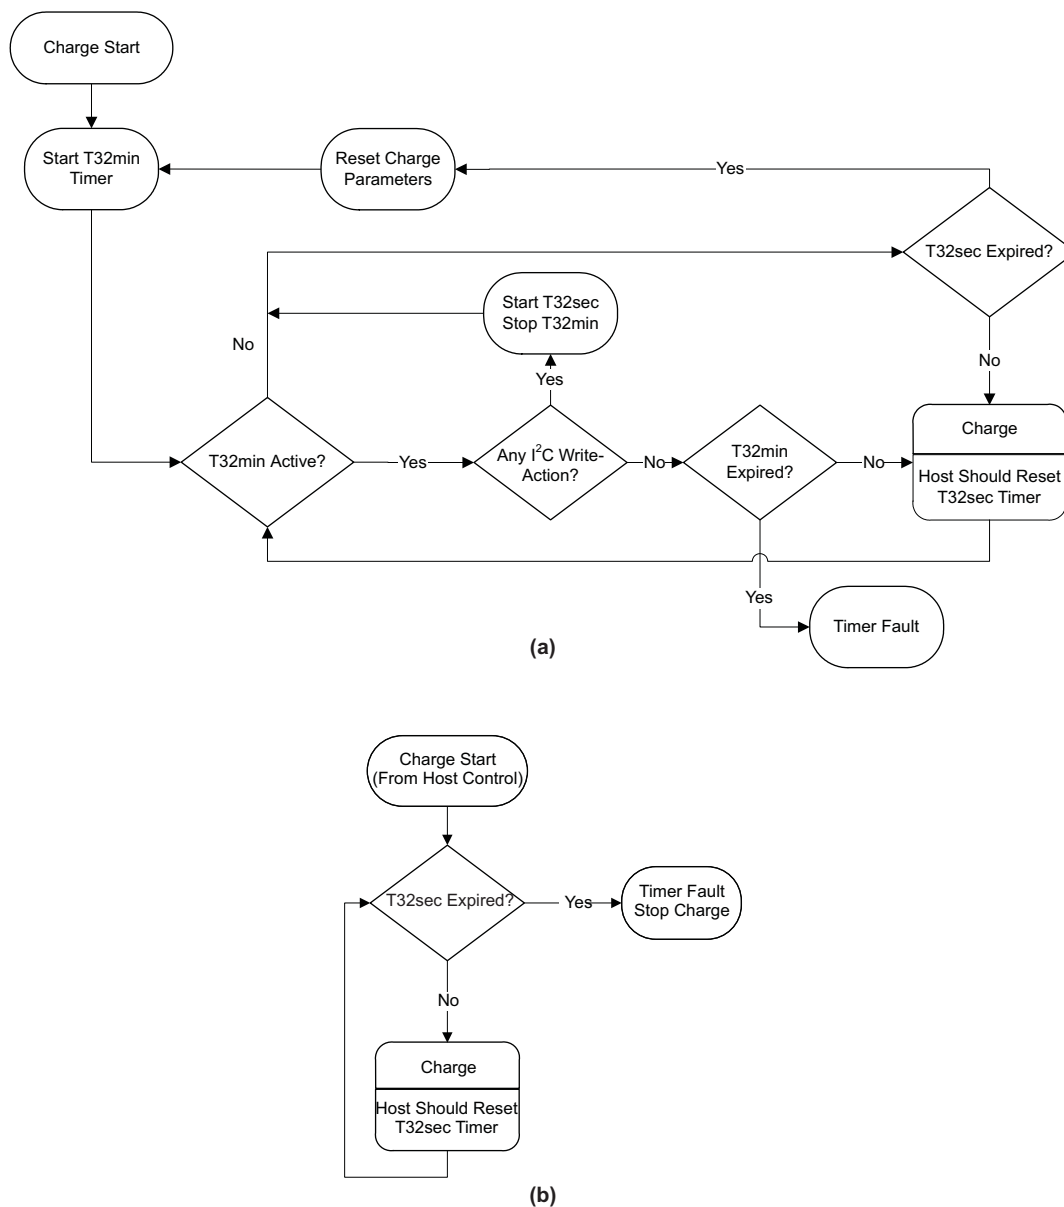 Charge Start
Start T32min
Timer
Reset Charge
Parameters
Yes
T32sec Expired?
Start T32sec
Stop T32min
No
Yes
No
T32min Active?
Yes
Any I²C Write-
Action?
No
T32min
Expired?
No
Charge
Host Should Reset
T32sec Timer
Yes
Timer Fault
(a)
Charge Start
(From Host Control)
T32sec Expired?
Yes
Timer Fault
Stop Charge
No
Charge
Host Should Reset
T32sec Timer
(b)